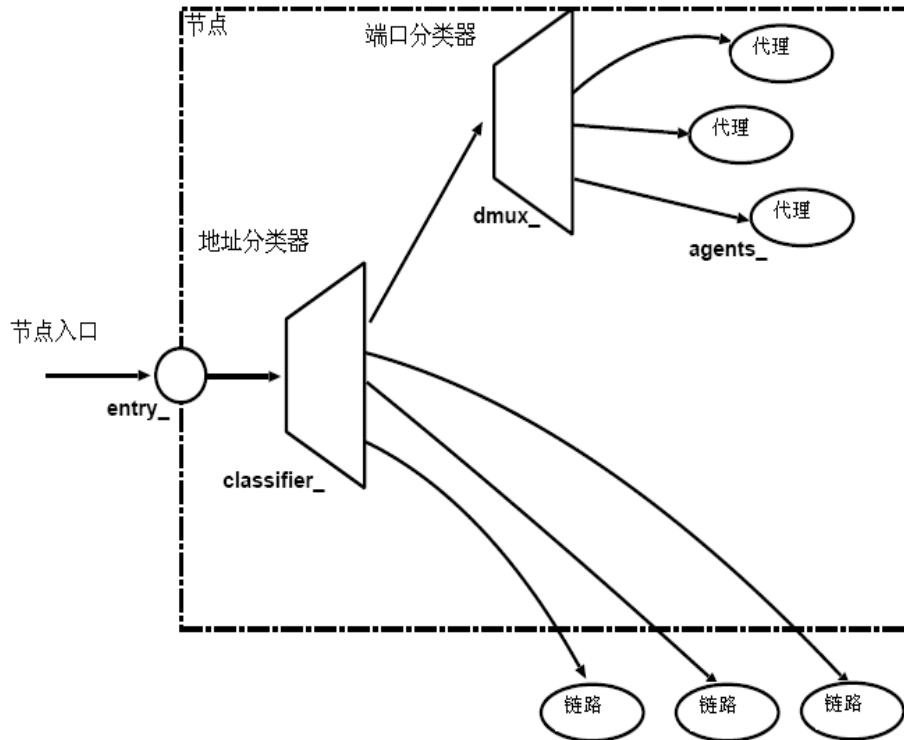 节点
端口分类器
代理
代理
代理
dmux_
agents_
地址分类器
节点入口
entry_
classifier_
链路
链路
链路